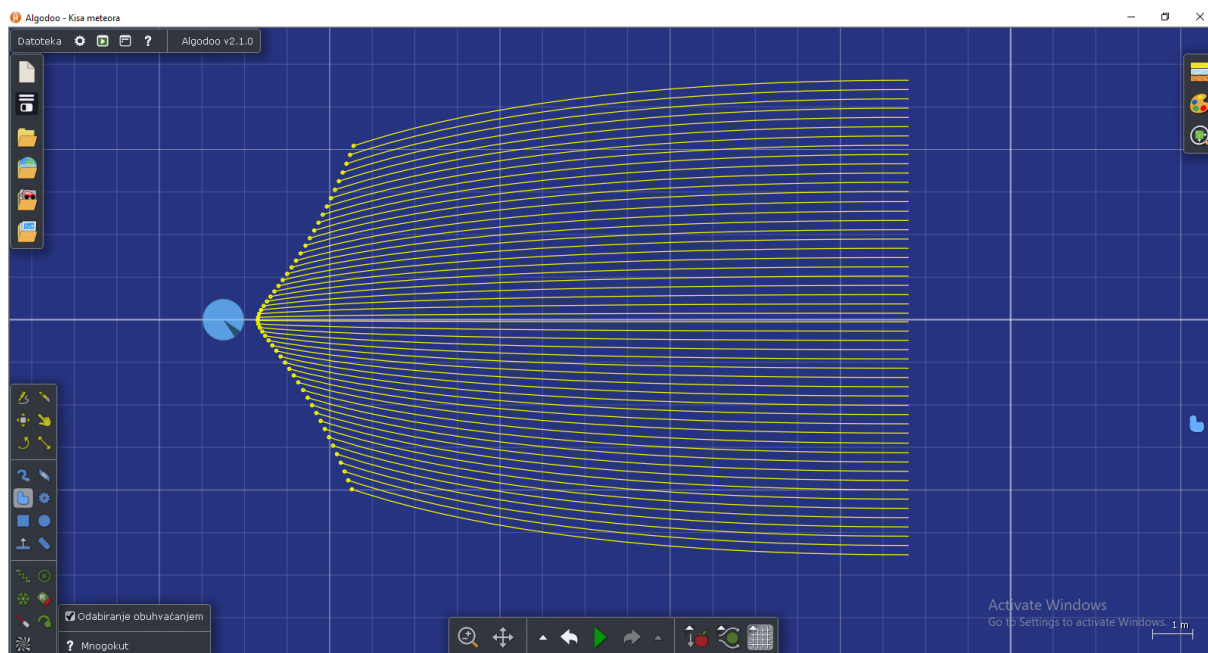 Algodoo - Kisa meteora
Datoteka ? Algodoo v2.1.0
Odabiranje obuhvaćanjem
? Mnogokut
Activate Windows
Go to Settings to activate Windows.
1 m